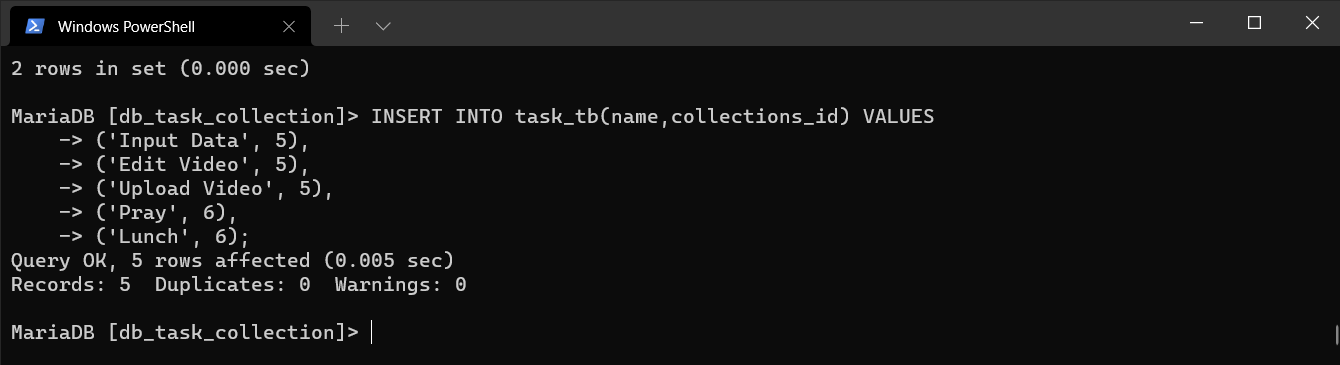 Windows PowerShell
2 rows in set (0.000 sec)
MariaDB [db_task_collection]> INSERT INTO task_tb(name,collections_id) VALUES
    -> ('Input Data', 5),
    -> ('Edit Video', 5),
    -> ('Upload Video', 5),
    -> ('Pray', 6),
    -> ('Lunch', 6);
Query OK, 5 rows affected (0.005 sec)
Records: 5  Duplicates: 0  Warnings: 0
MariaDB [db_task_collection]>